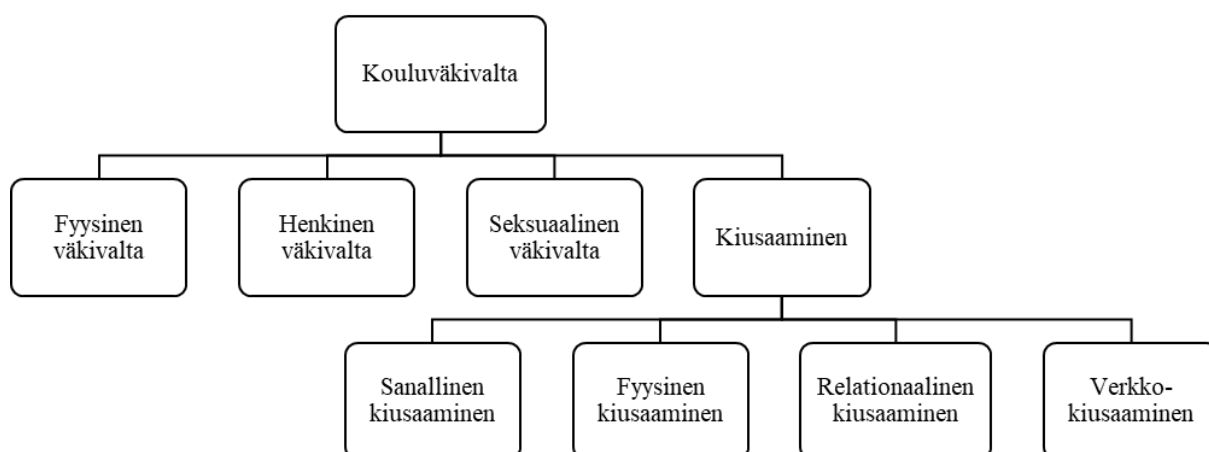 Kouluväkivalta
Fyysinen
väkivalta
Henkinen
väkivalta
Seksuaalinen
väkivalta
Kiusaaminen
Sanallinen
kiusaaminen
Fyysinen
kiusaaminen
Relationaalinen
kiusaaminen
Verkko-
kiusaaminen